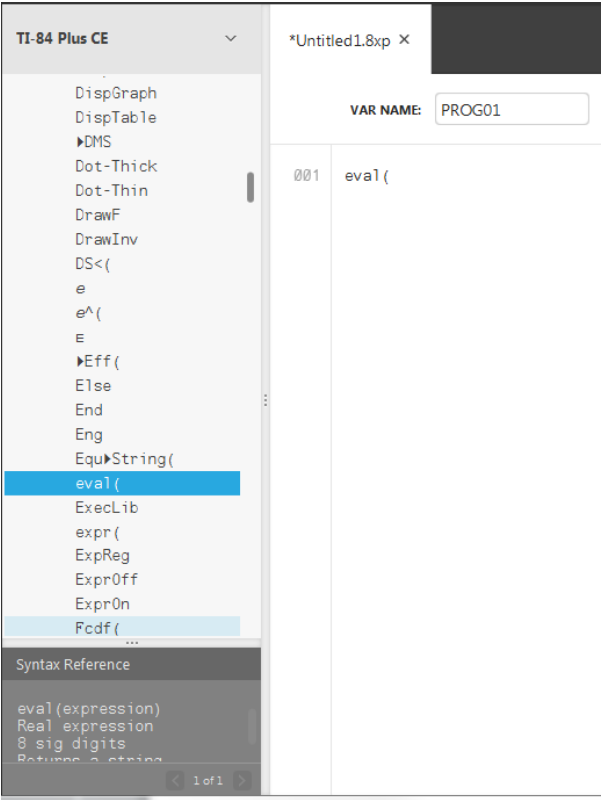 TI-84 Plus CE
DispGraph
DispTable
►DMS
Dot-Thick
Dot-Thin
DrawF
DrawInv
DS<(
e
e^(
E
►Eff(
Else
End
Eng
Equ►String(
eval(
ExecLib
expr(
ExpReg
ExprOff
ExprOn
Fcdf(
Syntax Reference
eval(expression)
Real expression
8 sig digits
Returns a string
1 of 1
*Untitled1.8xp ×
VAR NAME: PROG01
001 eval(